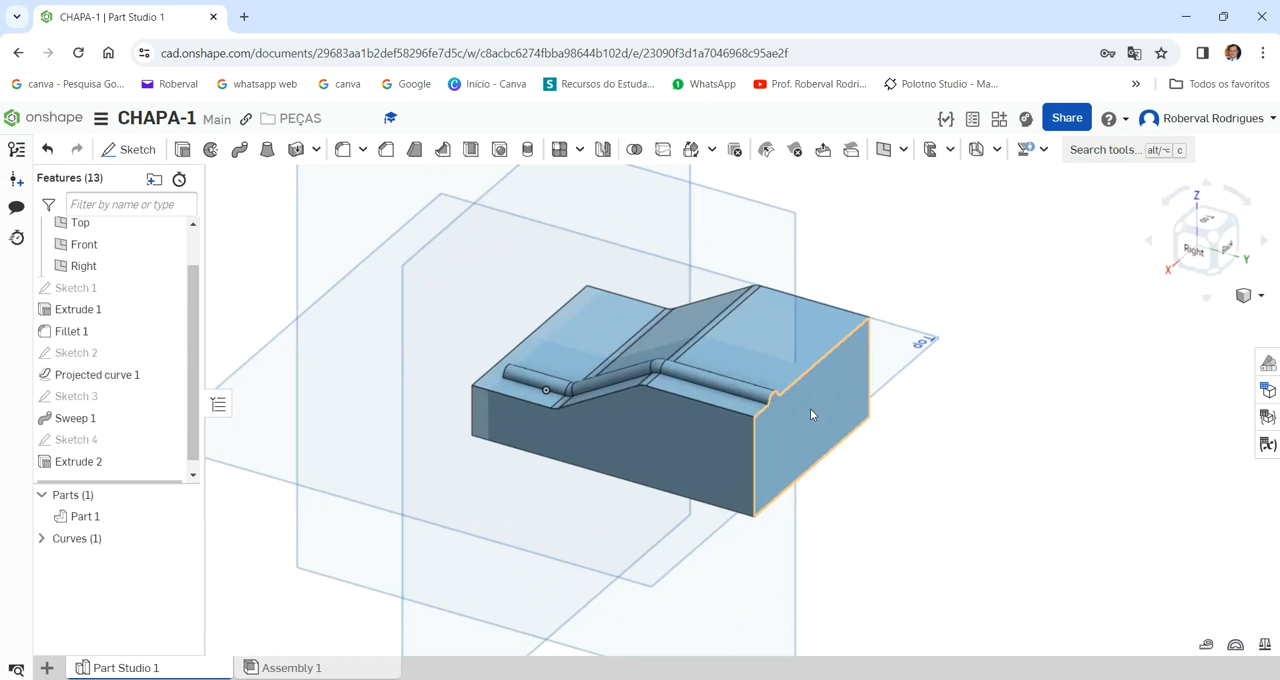 CHAPA-1 | Part Studio 1
cad.onshape.com/documents/29683aa1b2def58296fe7d5c/w/c8acbc6274fbba98644b102d/e/23090f3d1a7046968c95ae2f
canva - Pesquisa Go... Roberval whatsapp web canva Google Início - Canva Recursos do Estuda... WhatsApp Prof. Roberval Rodri... Polotno Studio - Ma... » Todos os favoritos
onshape CHAPA-1 Main PEÇAS Share Roberval Rodrigues
Sketch Search tools... alt/⌥ c
Features (13)
Filter by name or type
Top
Front
Right
Sketch 1
Extrude 1
Fillet 1
Sketch 2
Projected curve 1
Sketch 3
Sweep 1
Sketch 4
Extrude 2
Parts (1)
Part 1
Curves (1)
Top
Z
Right
X
Y
Part Studio 1 Assembly 1